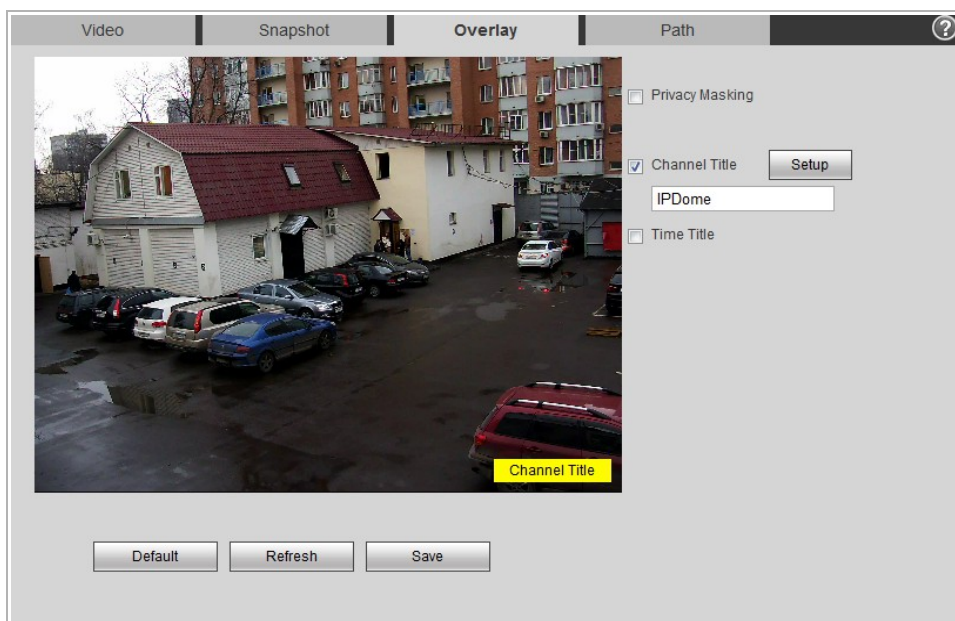 Video Snapshot Overlay Path ?
Privacy Masking
Channel Title Setup
IPDome
Time Title
Channel Title
Default Refresh Save